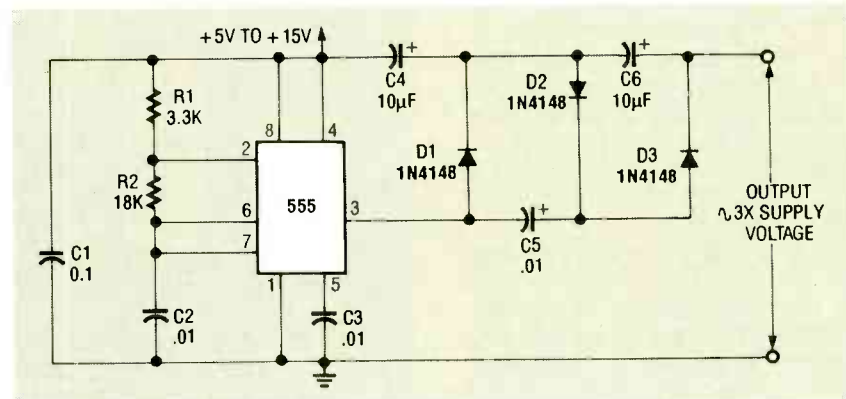 +5V TO +15V
C4
10µF
C6
10µF
D2
1N4148
R1
3.3K
8
4
2
D1
1N4148
D3
1N4148
R2
18K
555
6
3
7
OUTPUT
∿3X SUPPLY
VOLTAGE
C5
.01
C1
0.1
1
5
C2
.01
C3
.01